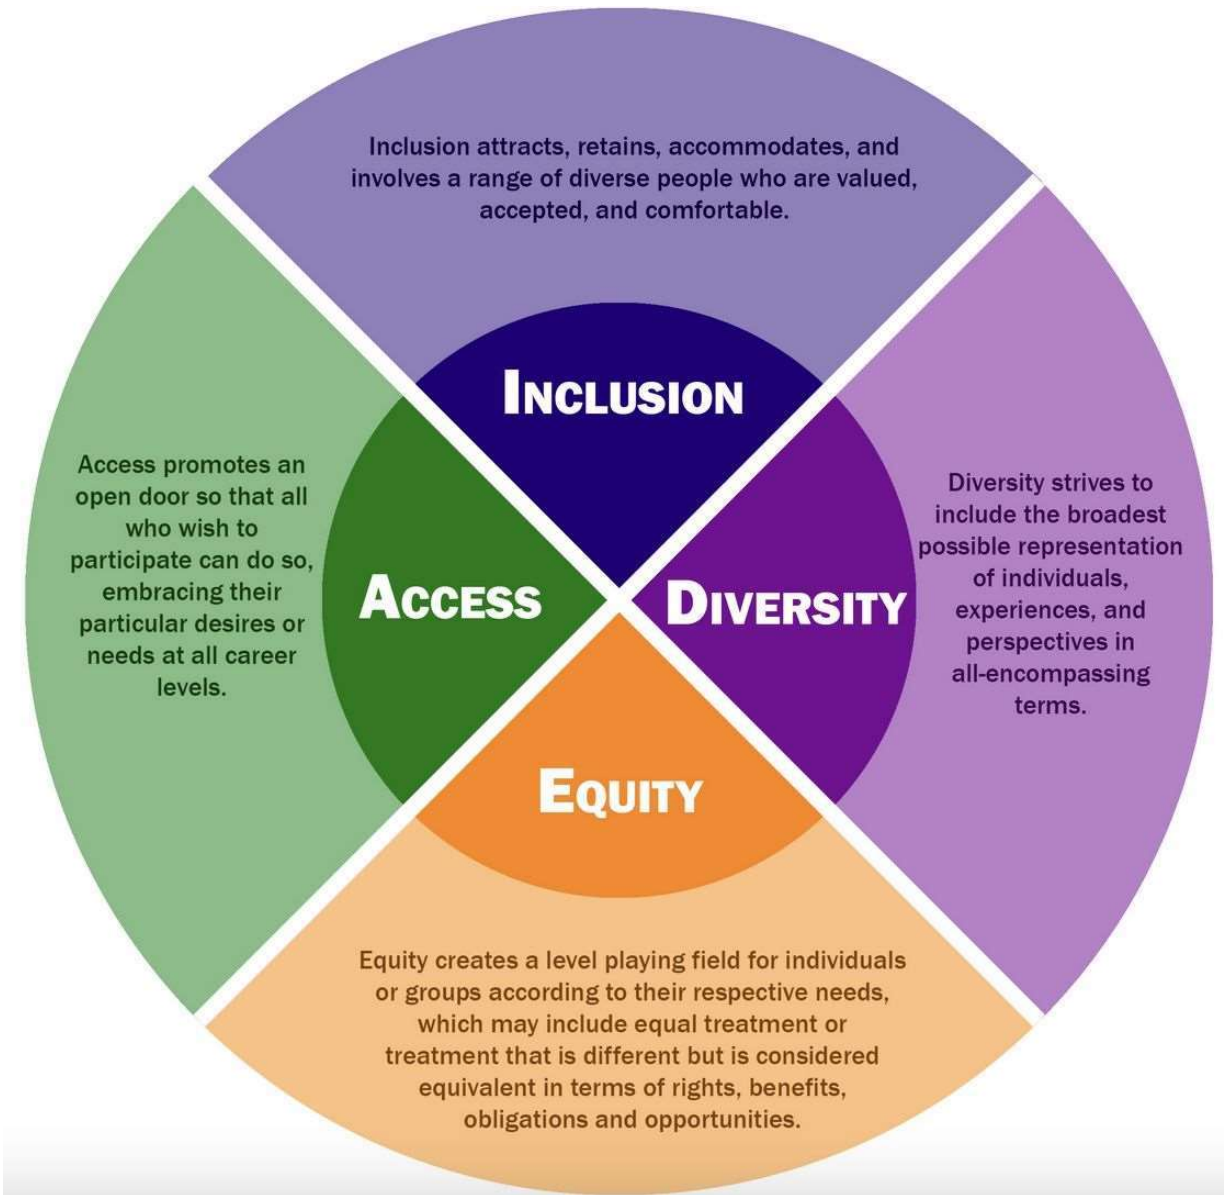 Inclusion attracts, retains, accommodates, and
involves a range of diverse people who are valued,
accepted, and comfortable.
INCLUSION
Access promotes an
open door so that all
who wish to
participate can do so,
embracing their
particular desires or
needs at all career
levels.
ACCESS
DIVERSITY
Diversity strives to
include the broadest
possible representation
of individuals,
experiences, and
perspectives in
all-encompassing
terms.
EQUITY
Equity creates a level playing field for individuals
or groups according to their respective needs,
which may include equal treatment or
treatment that is different but is considered
equivalent in terms of rights, benefits,
obligations and opportunities.